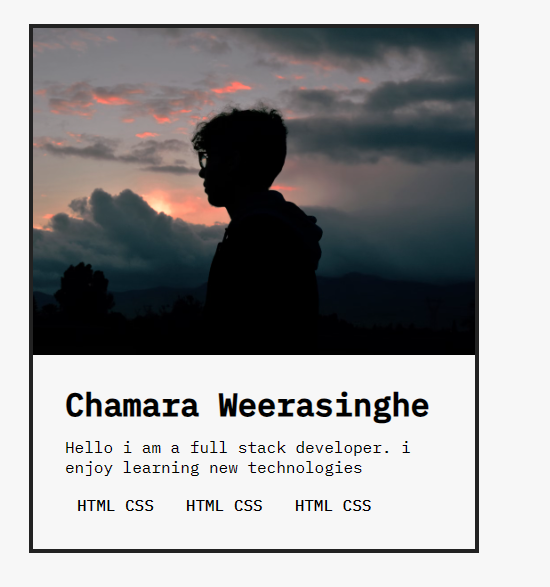 Chamara Weerasinghe
Hello i am a full stack developer. i
enjoy learning new technologies
HTML CSS HTML CSS HTML CSS